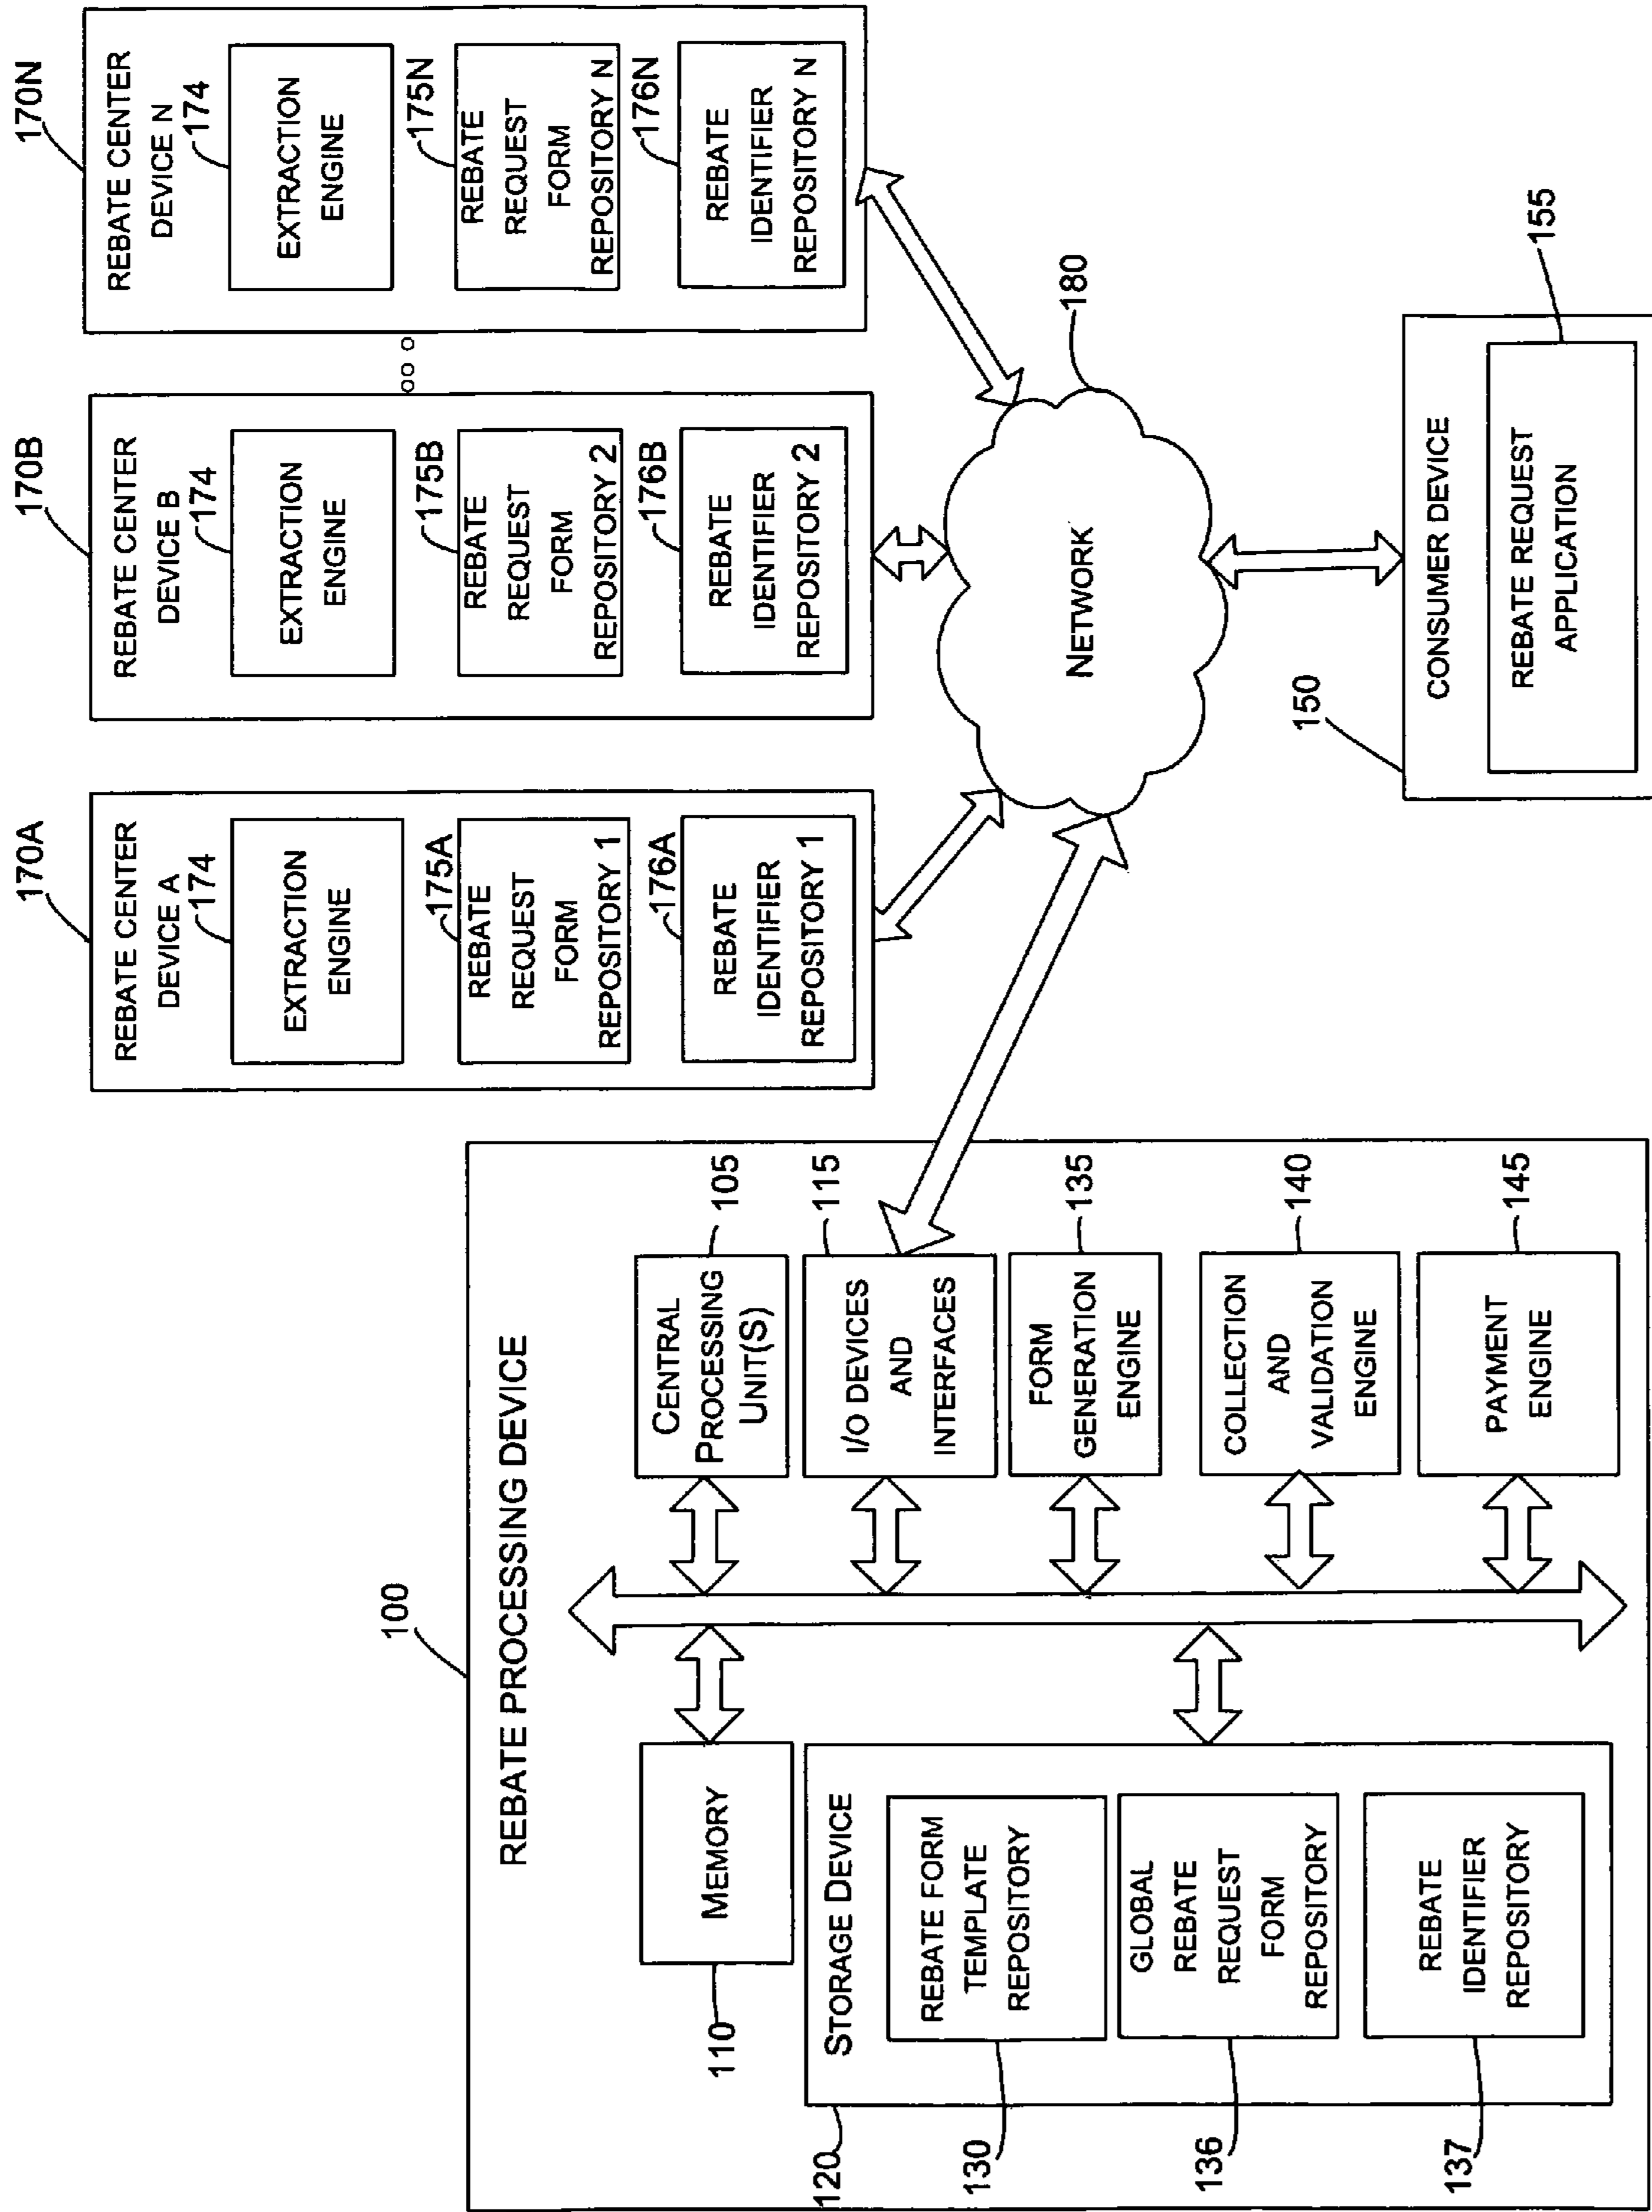 REBATE PROCESSING DEVICE
100
MEMORY
110
STORAGE DEVICE
120
REBATE FORM
TEMPLATE
REPOSITORY
130
GLOBAL
REBATE
REQUEST
FORM
REPOSITORY
136
REBATE
IDENTIFIER
REPOSITORY
137
CENTRAL
PROCESSING
UNIT(S)
105
I/O DEVICES
AND
INTERFACES
115
FORM
GENERATION
ENGINE
135
COLLECTION
AND
VALIDATION
ENGINE
140
PAYMENT
ENGINE
145
170A
REBATE CENTER
DEVICE A
174
EXTRACTION
ENGINE
175A
REBATE
REQUEST
FORM
REPOSITORY 1
176A
REBATE
IDENTIFIER
REPOSITORY 1
170B
REBATE CENTER
DEVICE B
174
EXTRACTION
ENGINE
175B
REBATE
REQUEST
FORM
REPOSITORY 2
176B
REBATE
IDENTIFIER
REPOSITORY 2
170N
REBATE CENTER
DEVICE N
174
EXTRACTION
ENGINE
175N
REBATE
REQUEST
FORM
REPOSITORY N
176N
REBATE
IDENTIFIER
REPOSITORY N
NETWORK
180
150
CONSUMER DEVICE
155
REBATE REQUEST
APPLICATION